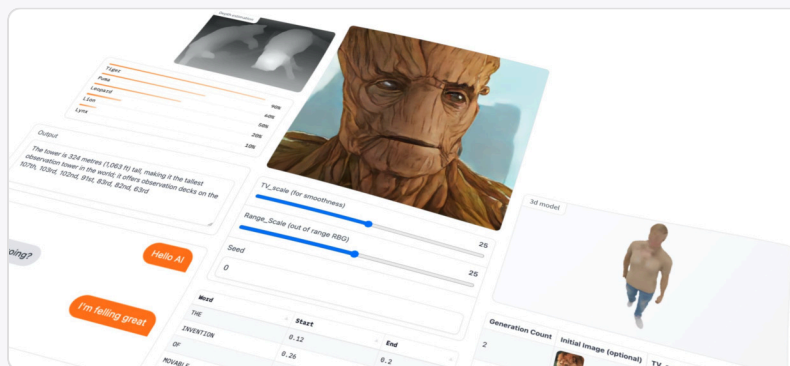 Depth estimation
Tiger
Puma
Leopard
Lion
Lynx
90%
60%
50%
20%
10%
Output
The tower is 324 metres (1,063 ft) tall, making it the tallest
observation tower in the world; it offers observation decks on the
107th, 103rd, 102nd, 91st, 83rd, 82nd, 63rd
oing?
Hello AI
I'm felling great
TV_scale (for smoothness)
25
Range_Scale (out of range RBG)
25
Seed
0
Word
Start
End
THE
0.12
0.2
INVENTION
0.26
OF
MOVABLE
3d model
Generation Count
Initial Image (optional)
2